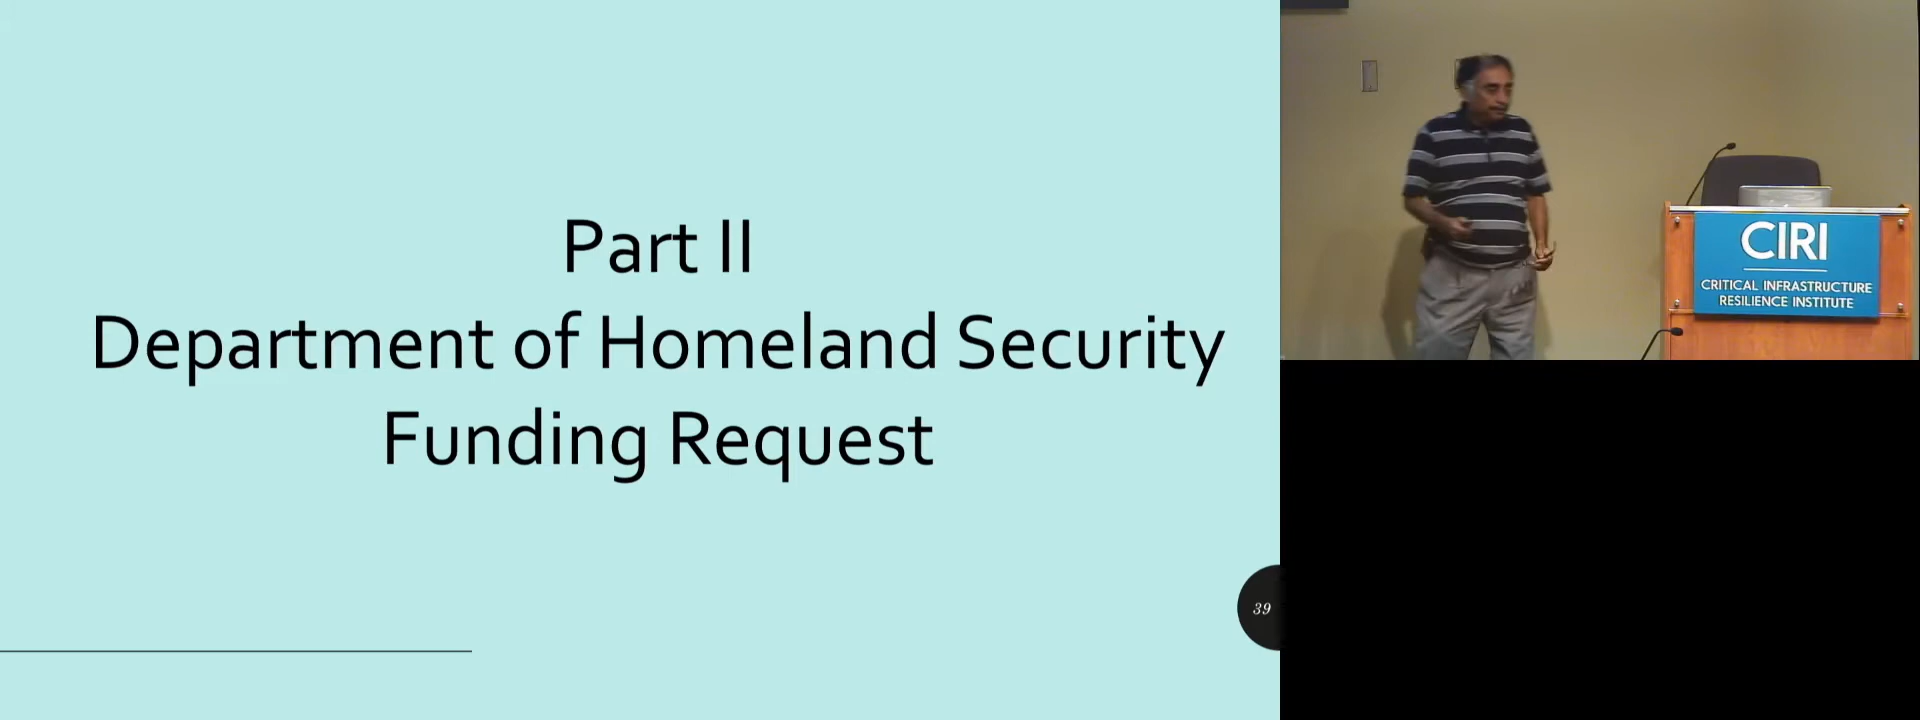 Part II
Department of Homeland Security
Funding Request
39
CIRI
CRITICAL INFRASTRUCTURE
RESILIENCE INSTITUTE